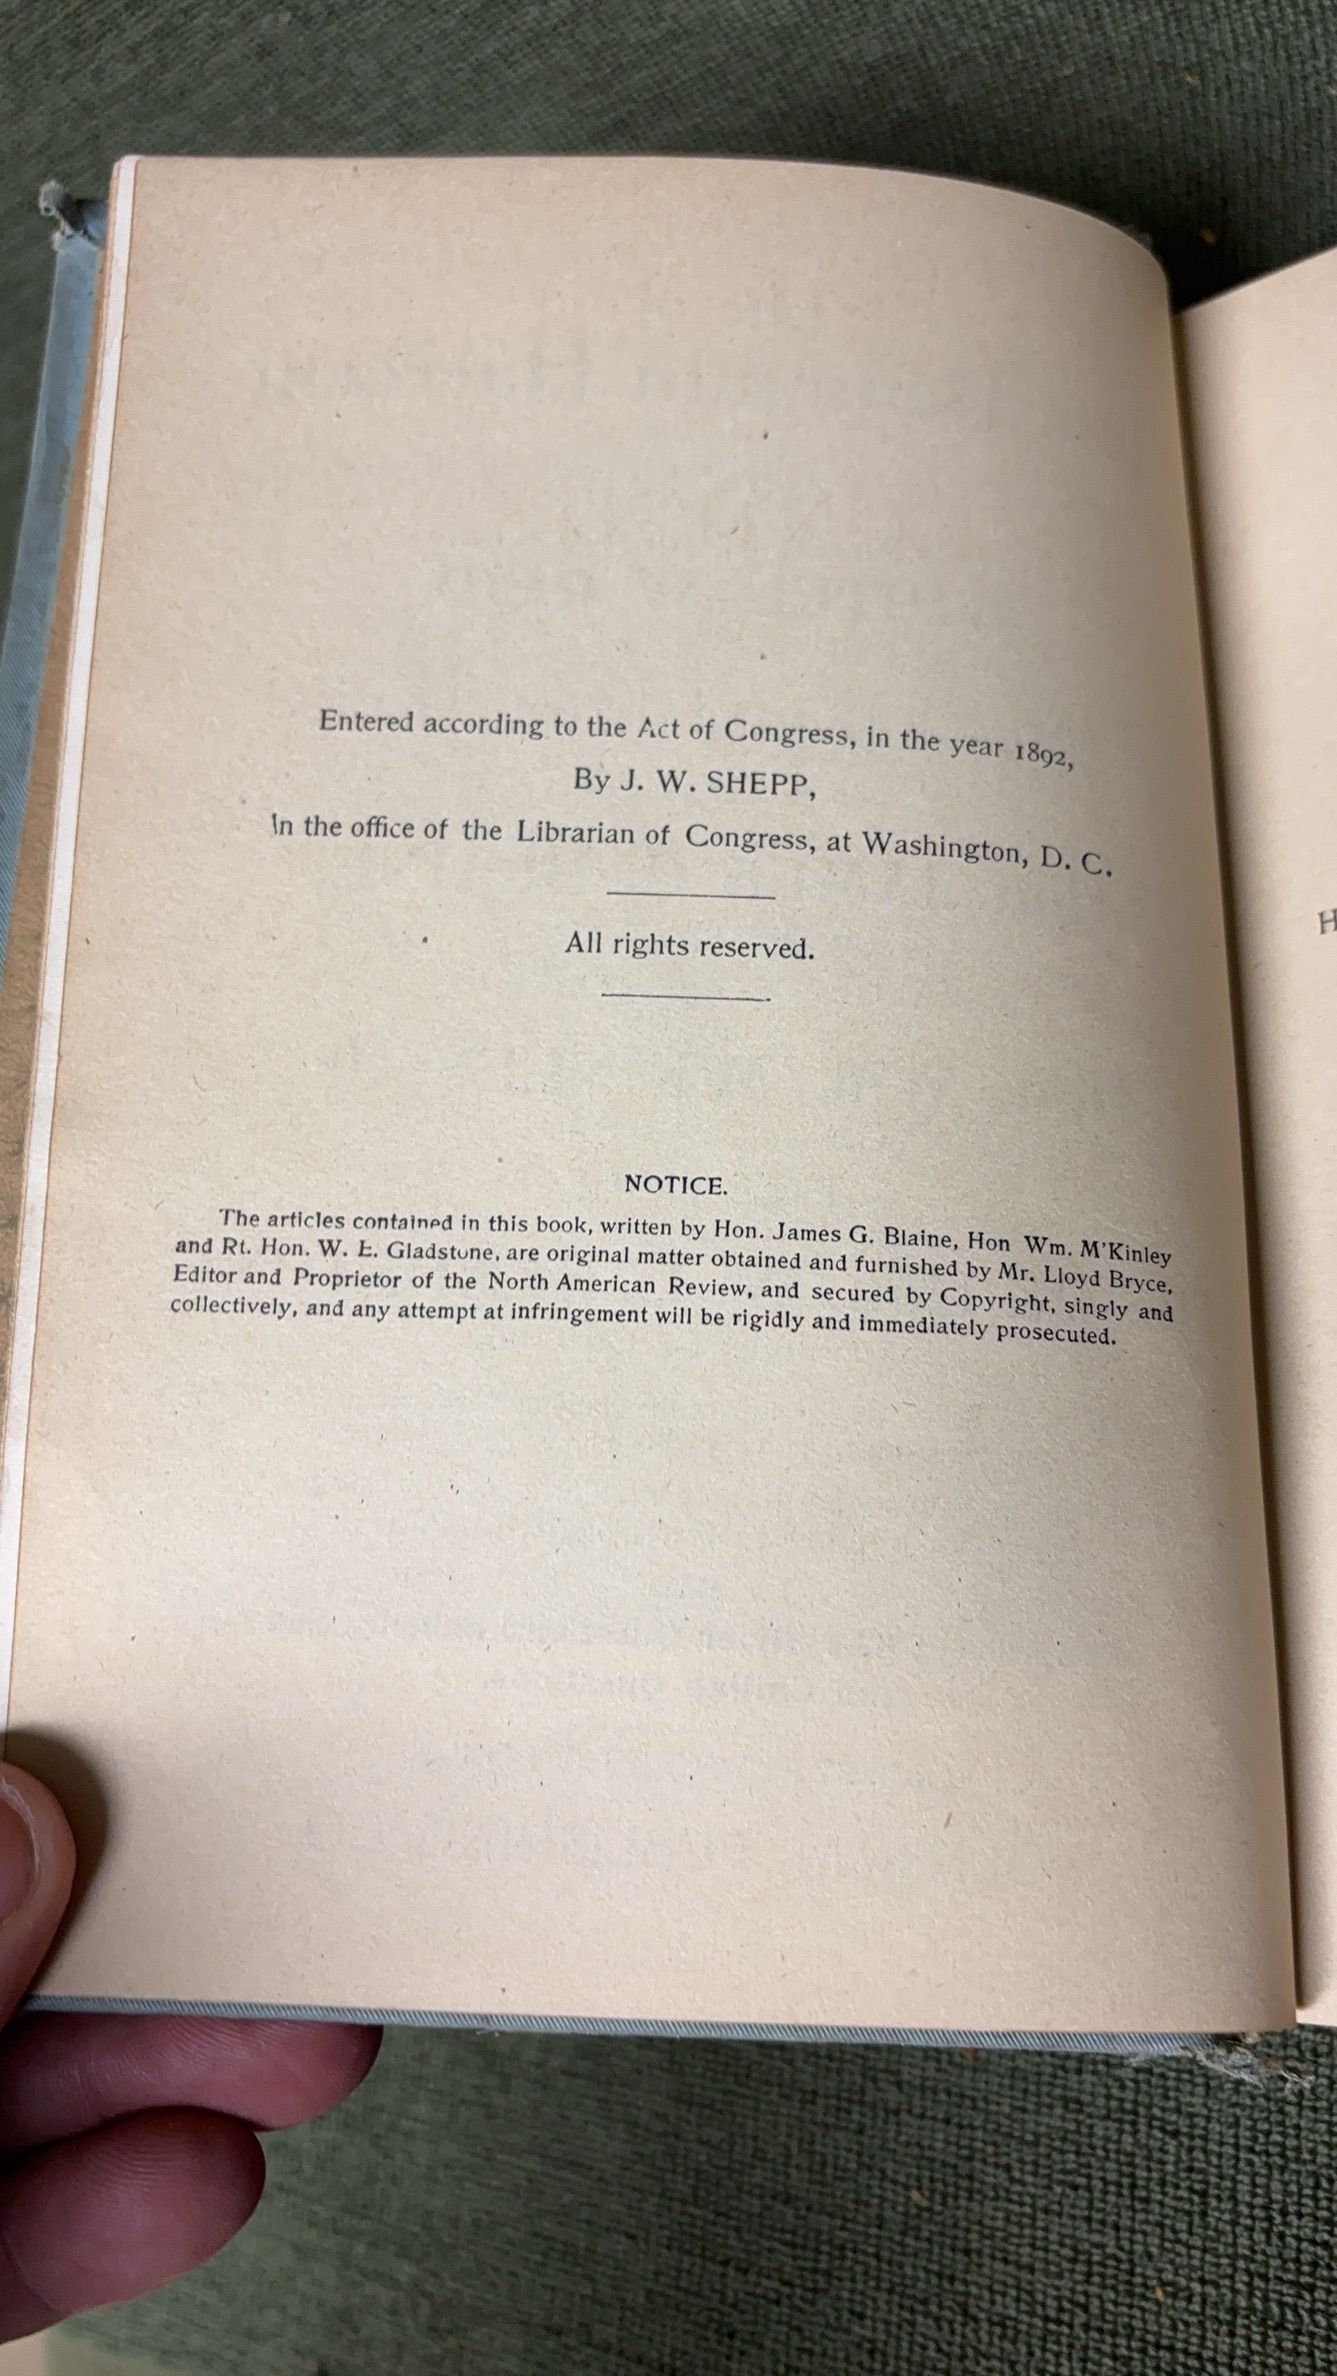 Entered according to the Act of Congress, in the year 1892,
By J. W. SHEPP,
In the office of the Librarian of Congress, at Washington, D. C.
All rights reserved.
NOTICE.
The articles contained in this book, written by Hon. James G. Blaine, Hon Wm. M'Kinley
and Rt. Hon. W. E. Gladstone, are original matter obtained and furnished by Mr. Lloyd Bryce,
Editor and Proprietor of the North American Review, and secured by Copyright, singly and
collectively, and any attempt at infringement will be rigidly and immediately prosecuted.
H